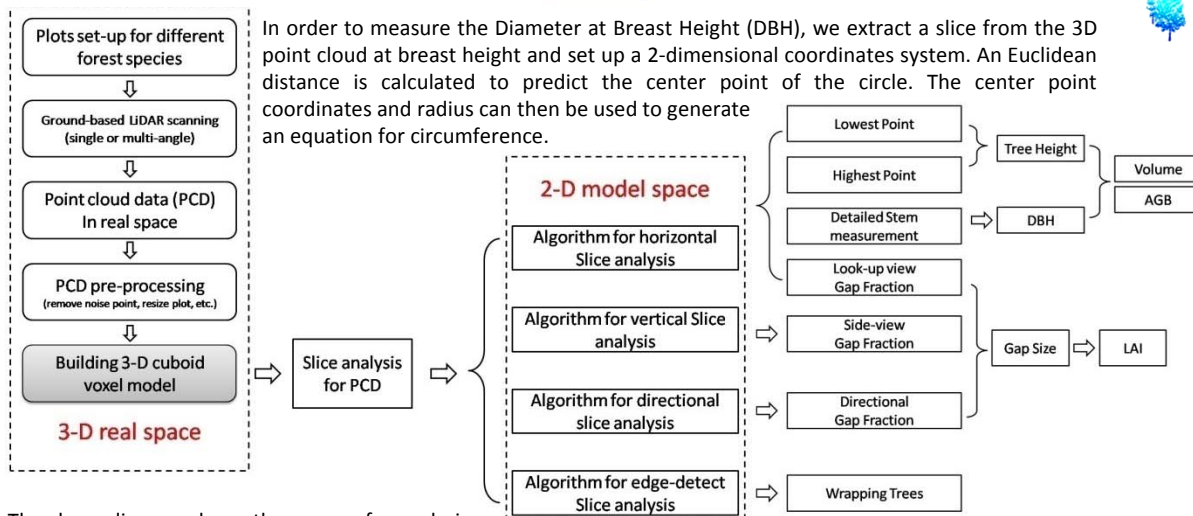 In order to measure the Diameter at Breast Height (DBH), we extract a slice from the 3D
point cloud at breast height and set up a 2-dimensional coordinates system. An Euclidean
distance is calculated to predict the center point of the circle. The center point
coordinates and radius can then be used to generate
an equation for circumference.
Plots set-up for different
forest species
Ground-based LiDAR scanning
(single or multi-angle)
Point cloud data (PCD)
In real space
PCD pre-processing
(remove noise point, resize plot, etc.)
Building 3-D cuboid
voxel model
3-D real space
Slice analysis
for PCD
2-D model space
Algorithm for horizontal
Slice analysis
Algorithm for vertical Slice
analysis
Algorithm for directional
slice analysis
Algorithm for edge-detect
Slice analysis
Lowest Point
Highest Point
Detailed Stem
measurement
Look-up view
Gap Fraction
Side-view
Gap Fraction
Directional
Gap Fraction
Wrapping Trees
Tree Height
DBH
Volume
AGB
Gap Size
LAI